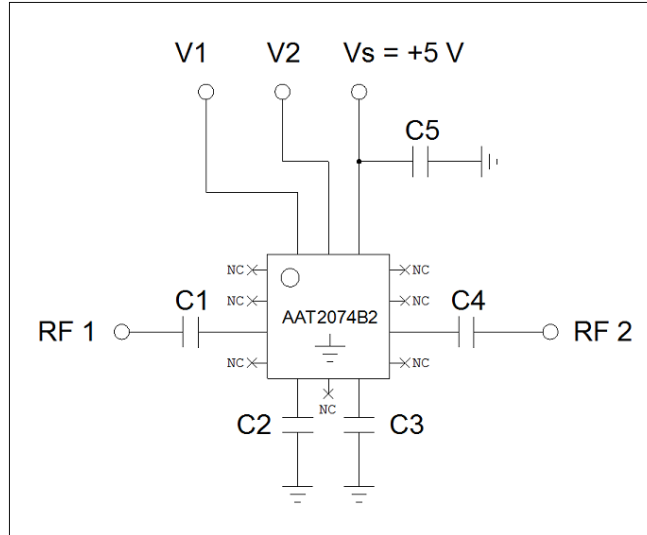 V1 V2 Vs = +5 V
C5
NC NC
C1 NC NC C4
AAT2074B2
RF 1 RF 2
NC NC
NC
C2 C3